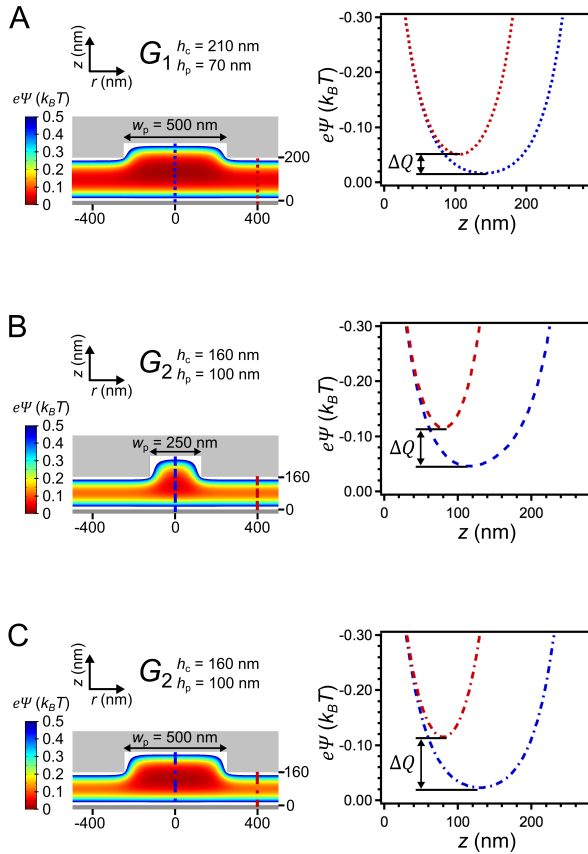 A
z (nm)
r (nm)
G1 hc = 210 nm
hp = 70 nm
eΨ (kBT)
0.5
0.4
0.3
0.2
0.1
0
wp = 500 nm
200
0
-400 0 400
-0.30
-0.20
-0.10
0.00
eΨ (kBT)
ΔQ
0 100 200
z (nm)
B
z (nm)
r (nm)
G2 hc = 160 nm
hp = 100 nm
eΨ (kBT)
0.5
0.4
0.3
0.2
0.1
0
wp = 250 nm
160
0
-400 0 400
-0.30
-0.20
-0.10
0.00
eΨ (kBT)
ΔQ
0 100 200
z (nm)
C
z (nm)
r (nm)
G2 hc = 160 nm
hp = 100 nm
eΨ (kBT)
0.5
0.4
0.3
0.2
0.1
0
wp = 500 nm
160
0
-400 0 400
-0.30
-0.20
-0.10
0.00
eΨ (kBT)
ΔQ
0 100 200
z (nm)